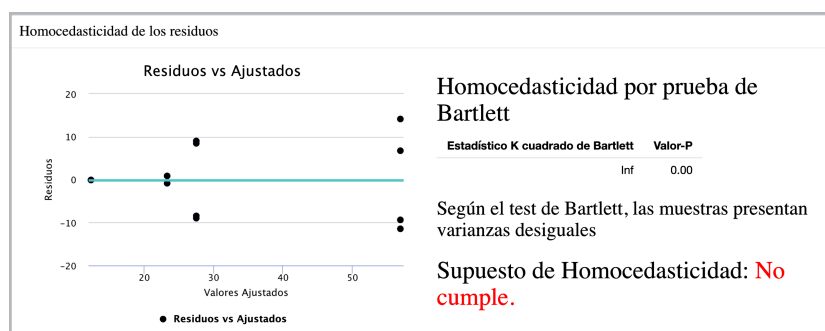 Homocedasticidad de los residuos
Residuos vs Ajustados
20
10
0
−10
−20
Residuos
20
30
40
50
Valores Ajustados
Residuos vs Ajustados
Homocedasticidad por prueba de
Bartlett
Estadístico K cuadrado de Bartlett Valor-P
Inf 0.00
Según el test de Bartlett, las muestras presentan
varianzas desiguales
Supuesto de Homocedasticidad: No
cumple.